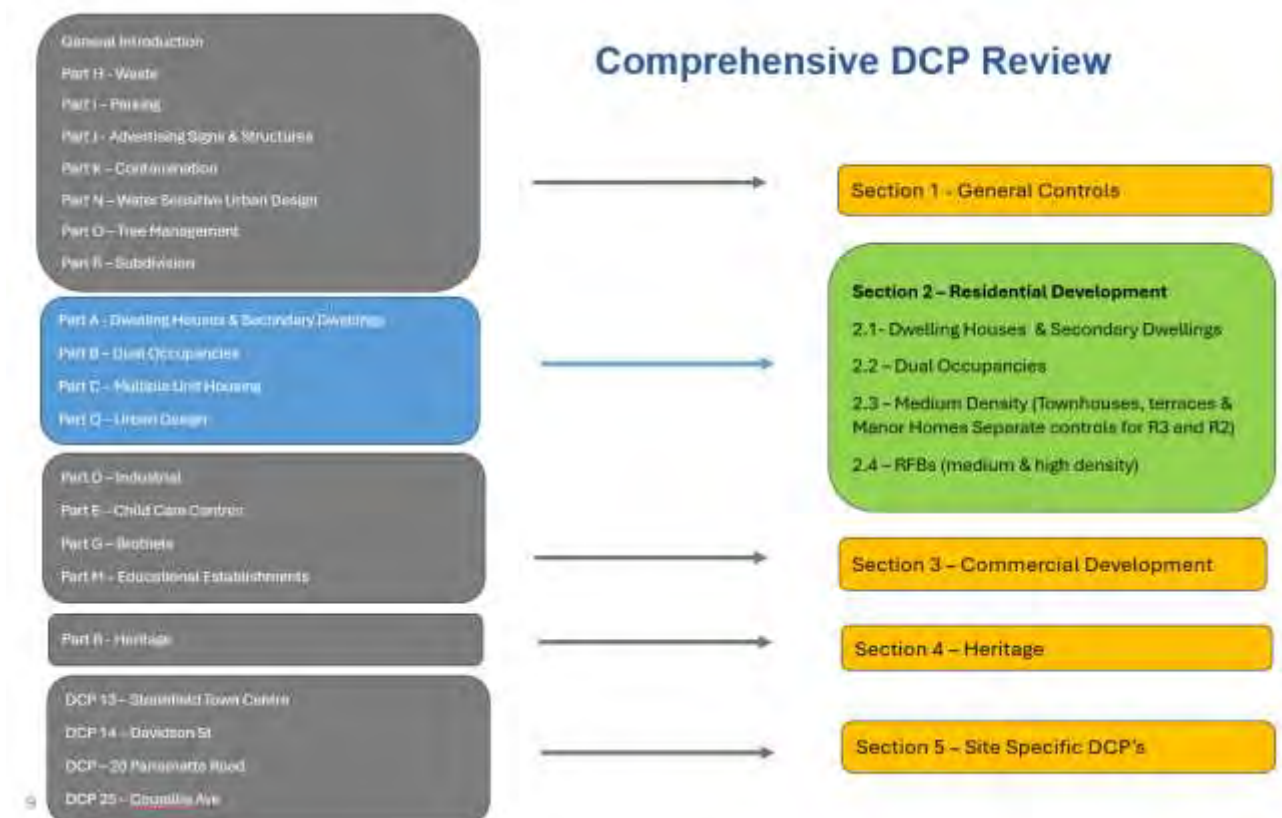 Comprehensive DCP Review
General Introduction
Part H - Waste
Part I - Parking
Part J - Advertising Signs & Structures
Part K - Contamination
Part N - Water Sensitive Urban Design
Part O - Tree Management
Subdivision
Section 1 - General Controls
Part A - Dwelling Houses & Secondary Dwellings
Part B - Dual Occupancies
Part C - Multiple Unit Housing
Part Q - Urban Design
Section 2 – Residential Development
2.1- Dwelling Houses & Secondary Dwellings
2.2 – Dual Occupancies
2.3 – Medium Density (Townhouses, terraces &
Manor Homes Separate controls for R3 and R2)
2.4 – RFBs (medium & high density)
Part D – Industrial
Part E – Child Care Centres
Part G – Brothels
Part M - Educational Establishments
Section 3 – Commercial Development
Heritage
Section 4 – Heritage
DCP 13 – Strathfield Town Centre
DCP 14 – Davidson St
DCP – 20 Parramatta Road
DCP 25 – Ave
Section 5 – Site Specific DCP's
9